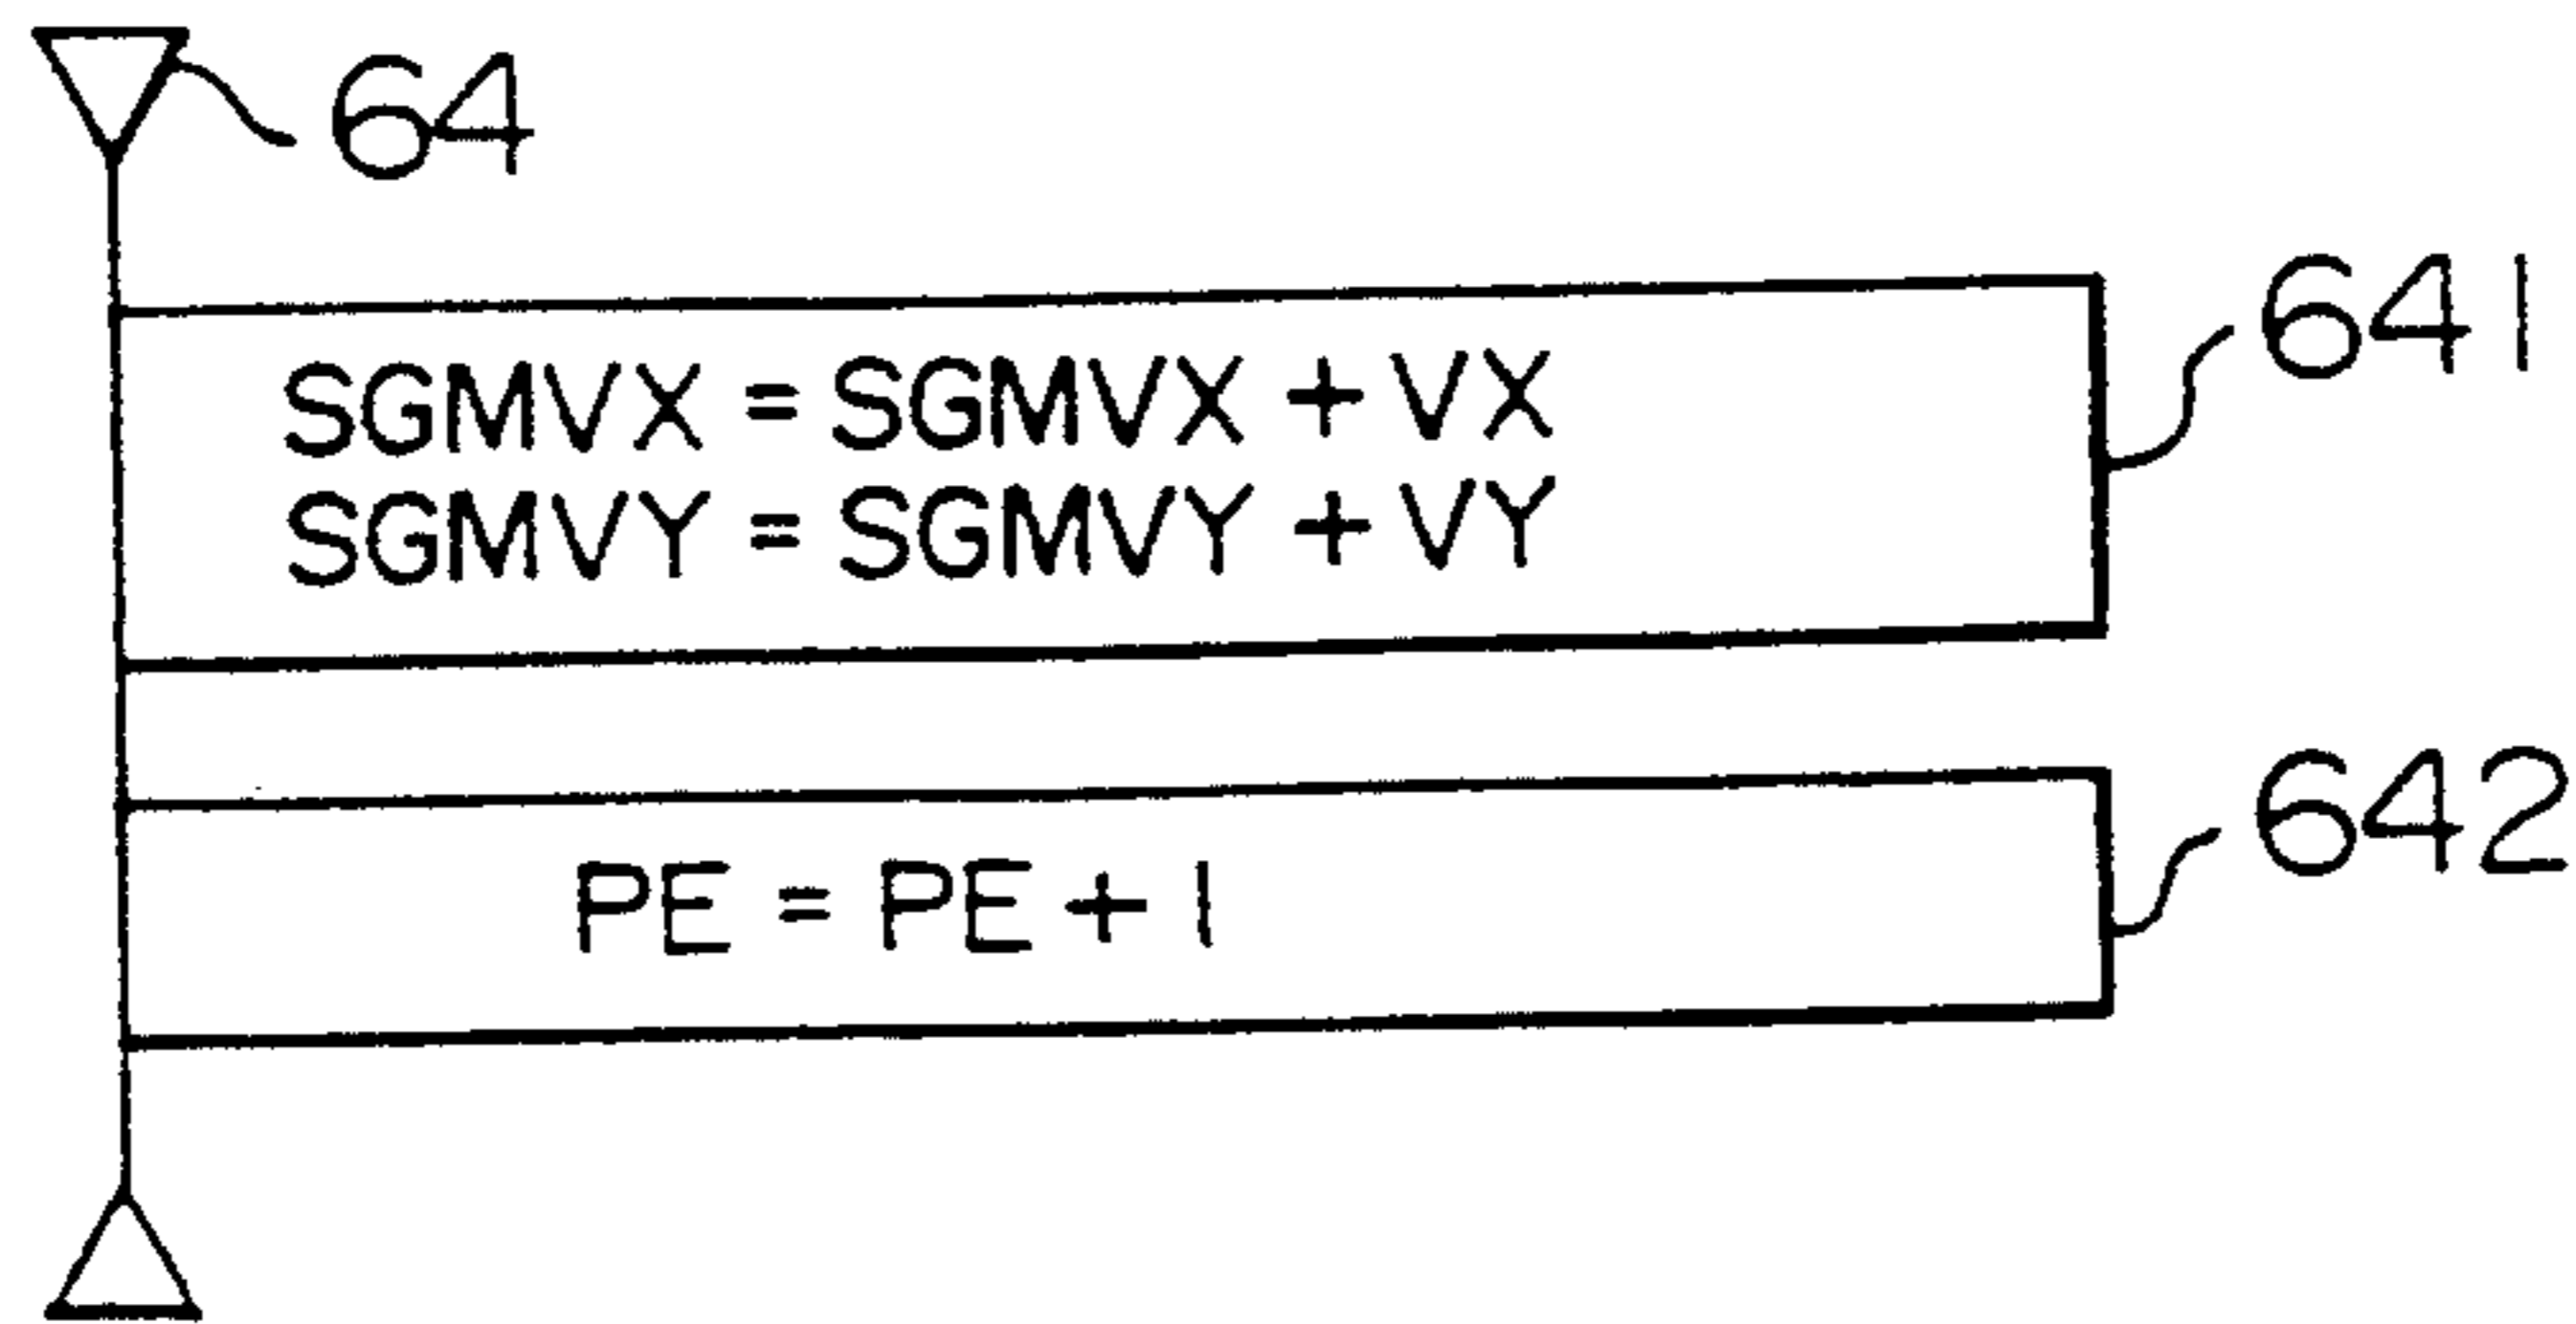 64
641
SGMVX = SGMVX + VX
SGMVY = SGMVY + VY
642
PE = PE + 1